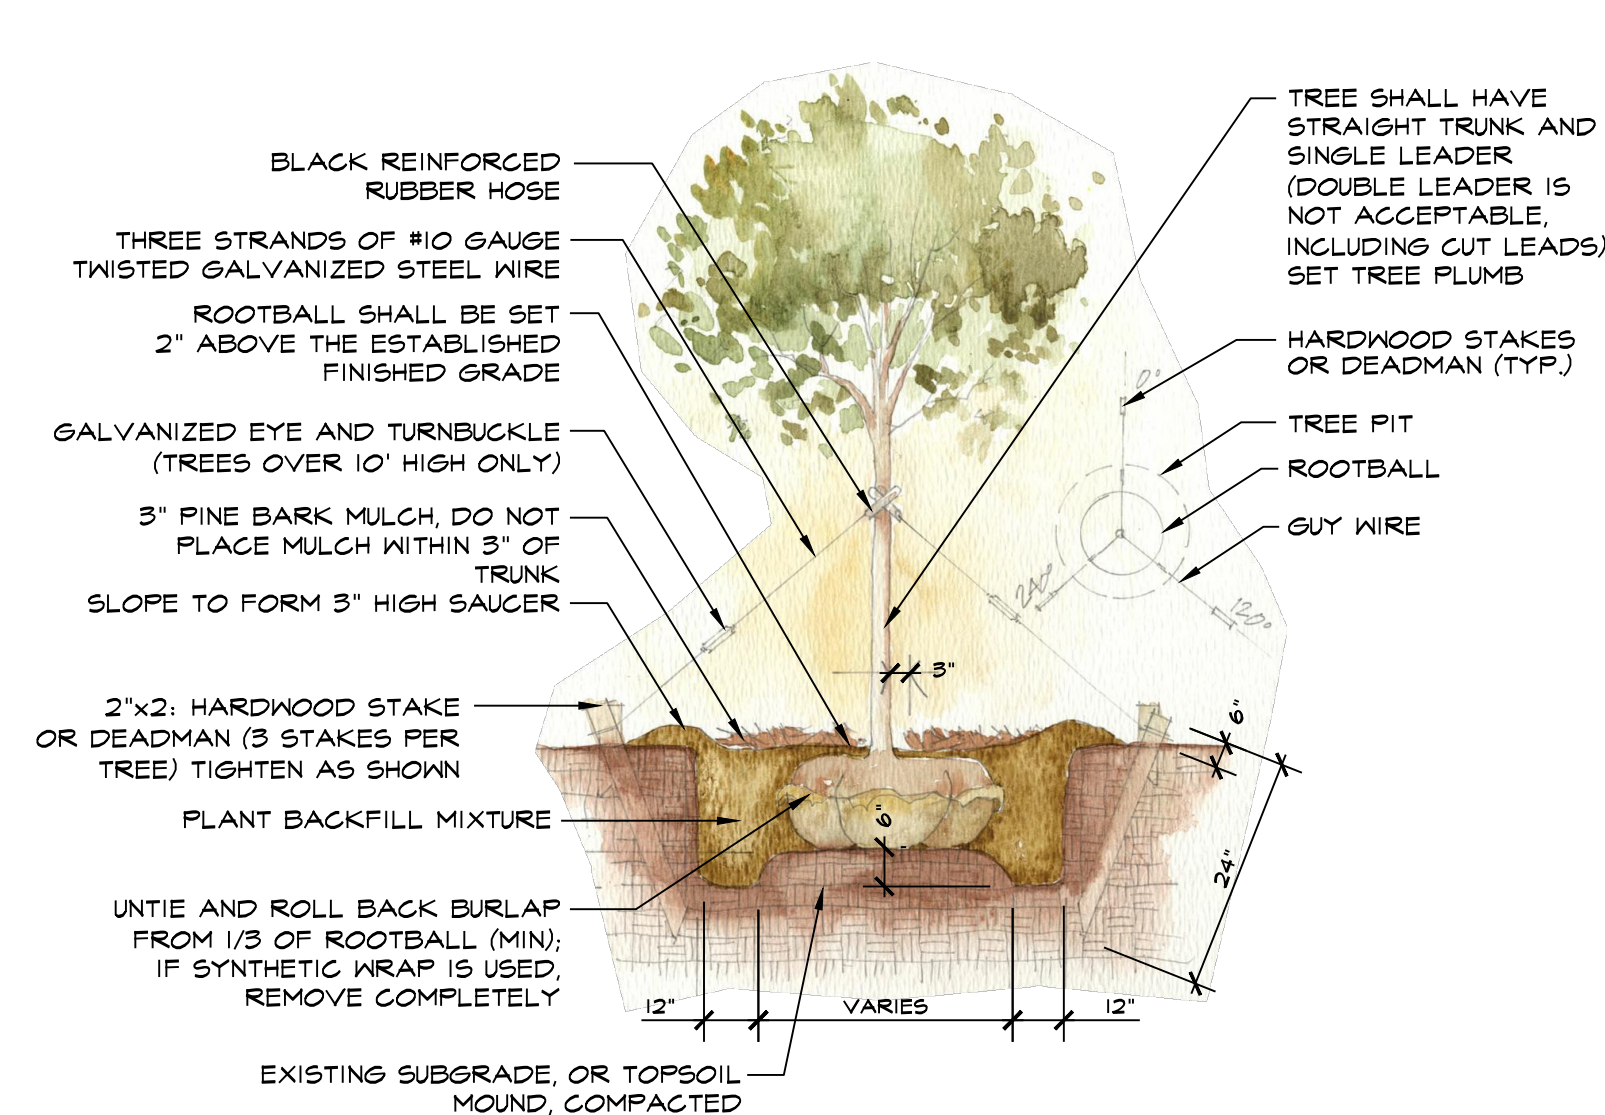 BLACK REINFORCED
RUBBER HOSE
THREE STRANDS OF #10 GAUGE
TWISTED GALVANIZED STEEL WIRE
ROOTBALL SHALL BE SET
2" ABOVE THE ESTABLISHED
FINISHED GRADE
GALVANIZED EYE AND TURNBUCKLE
(TREES OVER 10' HIGH ONLY)
3" PINE BARK MULCH, DO NOT
PLACE MULCH WITHIN 3" OF
TRUNK
SLOPE TO FORM 3" HIGH SAUCER
2"x2: HARDWOOD STAKE
OR DEADMAN (3 STAKES PER
TREE) TIGHTEN AS SHOWN
PLANT BACKFILL MIXTURE
UNTIE AND ROLL BACK BURLAP
FROM 1/3 OF ROOTBALL (MIN);
IF SYNTHETIC WRAP IS USED,
REMOVE COMPLETELY
EXISTING SUBGRADE, OR TOPSOIL
MOUND, COMPACTED
TREE SHALL HAVE
STRAIGHT TRUNK AND
SINGLE LEADER
(DOUBLE LEADER IS
NOT ACCEPTABLE,
INCLUDING CUT LEADS)
SET TREE PLUMB
HARDWOOD STAKES
OR DEADMAN (TYP.)
TREE PIT
ROOTBALL
GUY WIRE
0°
240°
120°
3"
6"
6"
24"
12"
VARIES
12"